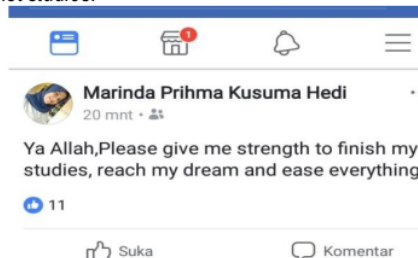 1
Marinda Prihma Kusuma Hedi
20 mnt
Ya Allah,Please give me strength to finish my
studies, reach my dream and ease everything
11
Suka Komentar